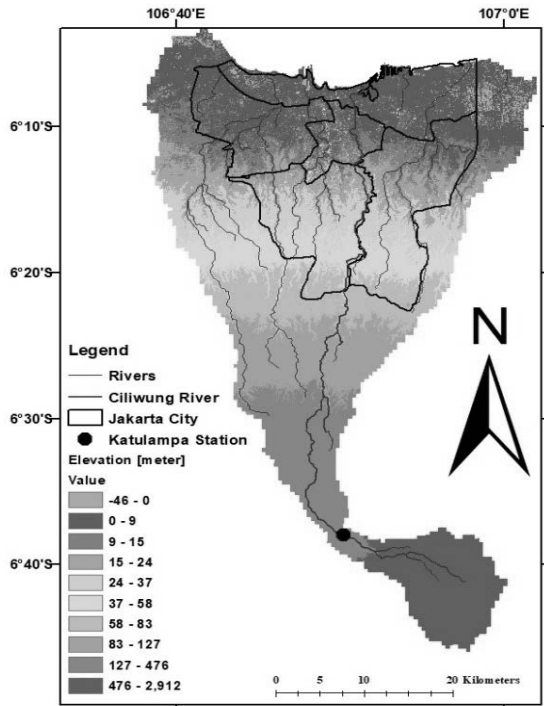 106°40'E 107°0'E
6°10'S
6°20'S
6°30'S
6°40'S
N
Legend
Rivers
Ciliwung River
Jakarta City
Katulampa Station
Elevation [meter]
Value
-46 - 0
0 - 9
9 - 15
15 - 24
24 - 37
37 - 58
58 - 83
83 - 127
127 - 476
476 - 2,912
0 5 10 20 Kilometers